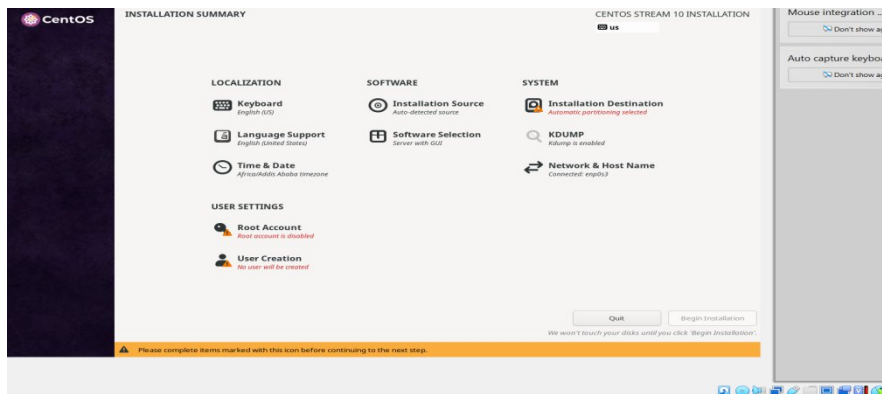 CentOS
INSTALLATION SUMMARY
CENTOS STREAM 10 INSTALLATION
us
LOCALIZATION
Keyboard
English (US)
Language Support
English (United States)
Time & Date
Africa/Addis Ababa timezone
SOFTWARE
Installation Source
Auto-detected source
Software Selection
Server with GUI
SYSTEM
Installation Destination
Automatic partitioning selected
KDUMP
Kdump is enabled
Network & Host Name
Connected: enp0s3
USER SETTINGS
Root Account
Root account is disabled
User Creation
No user will be created
Quit
Begin Installation
We won't touch your disks until you click 'Begin Installation'.
Please complete items marked with this icon before continuing to the next step.
Mouse integration ...
Don't show
Auto capture
Don't show